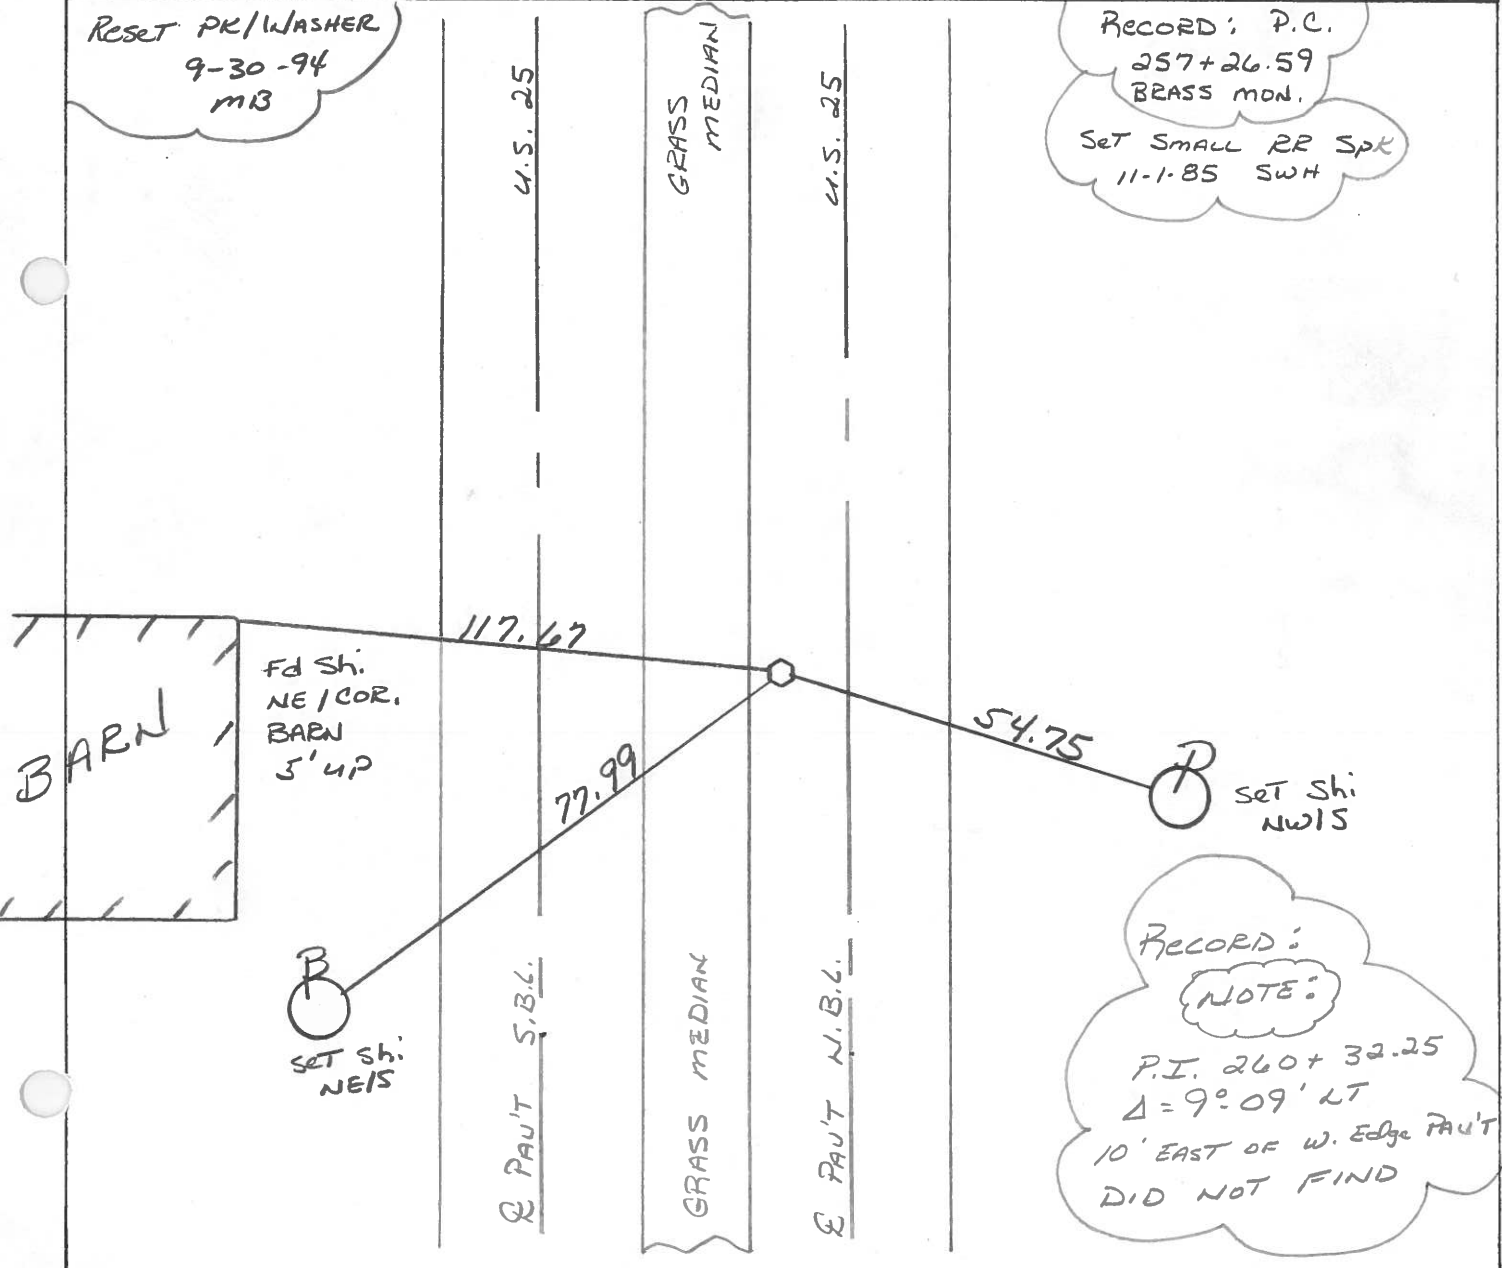 Reset PK/WASHER
9-30-94
MB
U.S. 25
GRASS
MEDIAN
U.S. 25
RECORD: P.C.
257+26.59
BRASS MON.
SET SMALL RR SPK
11-1-85 SWH
117.67
Fd Shi.
NE/COR.
BARN
5' UP
BARN
77.99
54.75
P
SET Shi
NW/S
B
SET Shi
NE/S
℄ PAV'T S.B.L.
GRASS MEDIAN
℄ PAV'T N.B.L.
RECORD:
NOTE:
P.I. 260+32.25
Δ=9°09' LT
10' EAST OF W. Edge PAV'T
DID NOT FIND